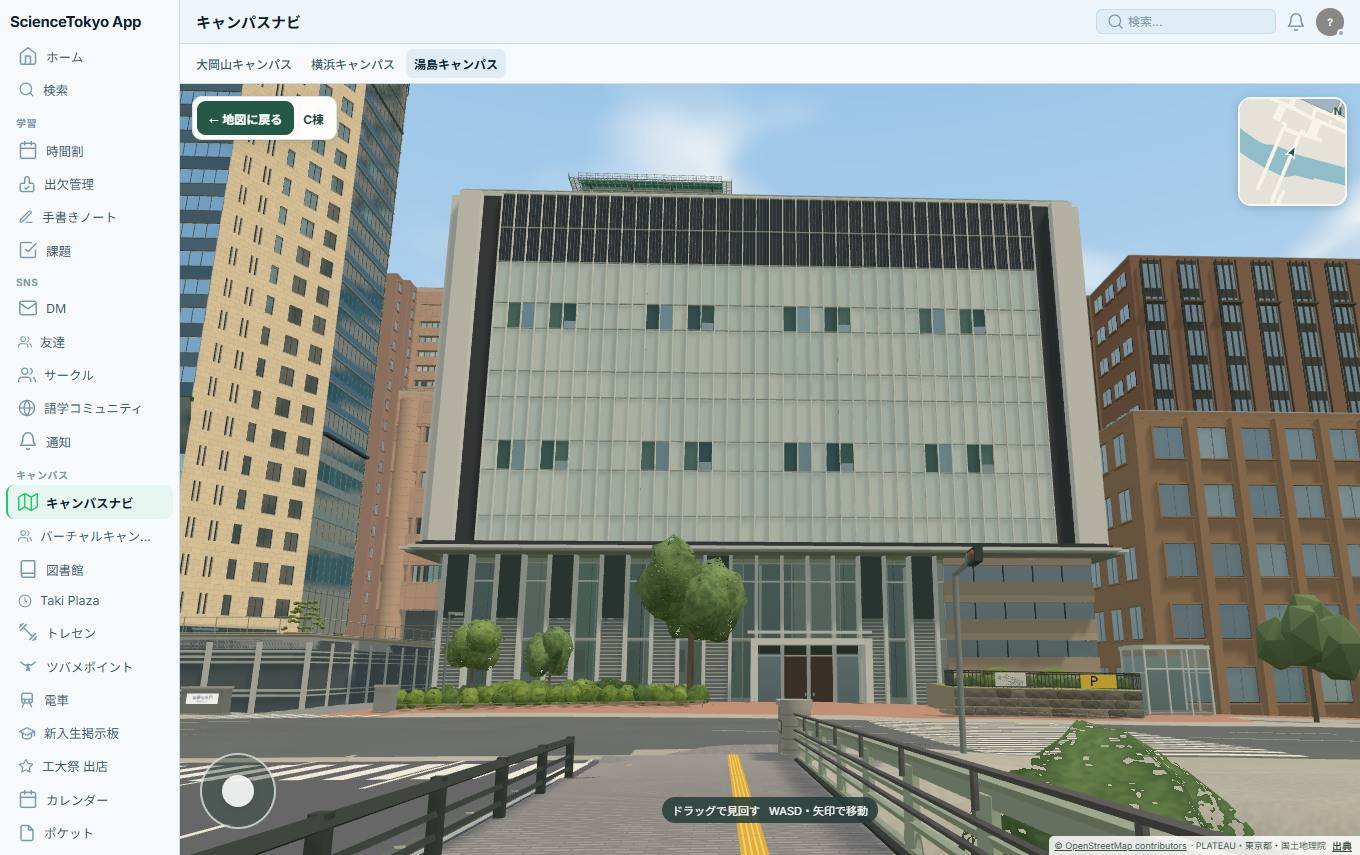 ScienceTokyo App
ホーム
検索
学習
時間割
出欠管理
手書きノート
課題
SNS
DM
友達
サークル
語学コミュニティ
通知
キャンパス
キャンパスナビ
バーチャルキャン...
図書館
Taki Plaza
トレセン
ツバメポイント
電車
新入生掲示板
工大祭 出店
カレンダー
ポケット
キャンパスナビ
検索...
?
大岡山キャンパス
横浜キャンパス
湯島キャンパス
← 地図に戻る
C棟
N
P
ドラッグで見回す WASD・矢印で移動
© OpenStreetMap contributors · PLATEAU・東京都・国土地理院 出典